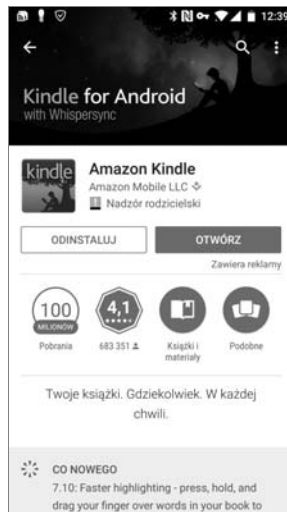 12:39
Kindle for Android
with Whispersync
kindle
Amazon Kindle
Amazon Mobile LLC
Nadzór rodzicielski
ODINSTALUJ
OTWÓRZ
Zawiera reklamy
100
MILIONÓW
4,1
Pobrania
683 351
Książki i
materiały
Podobne
Twoje książki. Gdziekolwiek. W każdej
chwili.
CO NOWEGO
7.10: Faster highlighting - press, hold, and
drag your finger over words in your book to